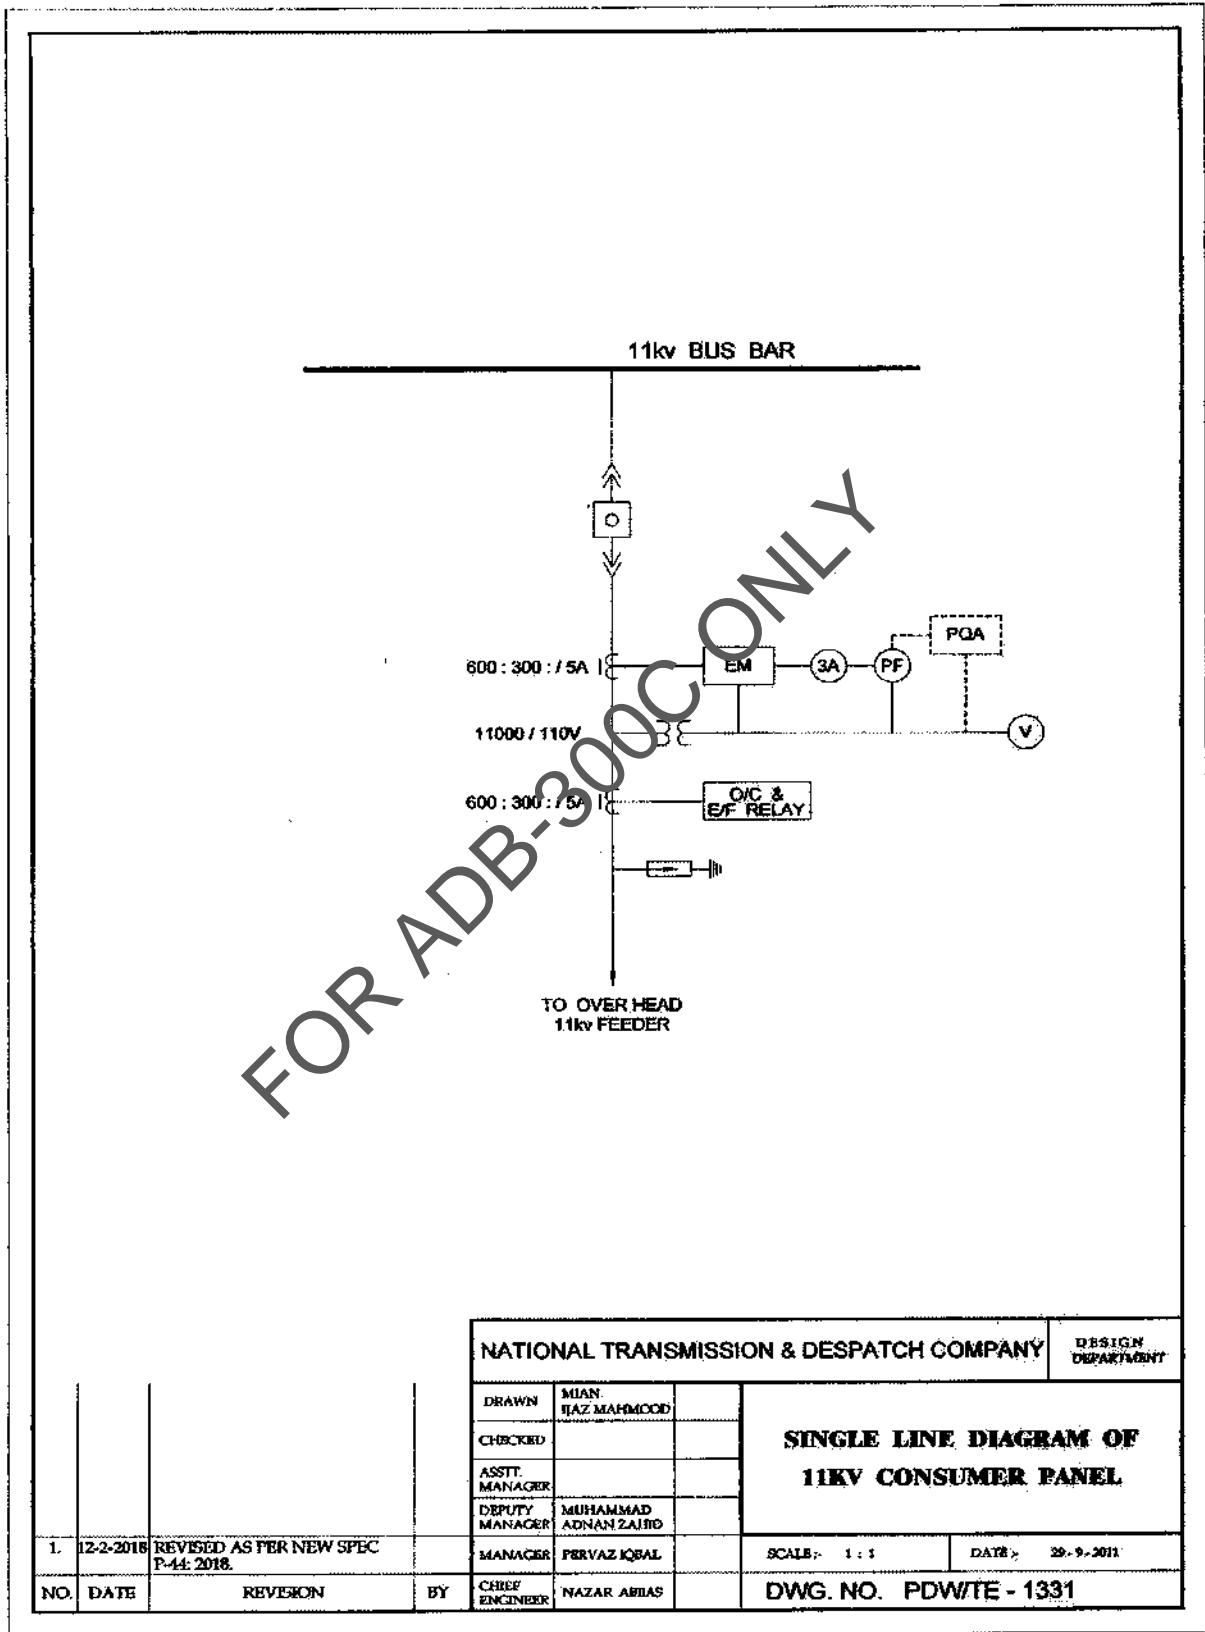 11kv BUS BAR
PQA
600 : 300 : / 5A
EM
3A
PF
11000 / 110V
V
600 : 300 : / 5A
O/C &
E/F RELAY
TO OVER HEAD
11kv FEEDER
FOR ADB-300C ONLY
NATIONAL TRANSMISSION & DESPATCH COMPANY
DESIGN
DEPARTMENT
DRAWN
MIAN.
IJAZ MAHMOOD
CHECKED
ASSTT.
MANAGER
DEPUTY
MANAGER
MUHAMMAD
ADNAN ZAHID
MANAGER
PERVAZ IQBAL
CHIEF
ENGINEER
NAZAR ABBAS
SINGLE LINE DIAGRAM OF
11KV CONSUMER PANEL
SCALE:- 1 : 1
DATE:- 29-9-2011
DWG. NO. PDW/TE - 1331
1. 12-2-2018 REVISED AS PER NEW SPEC
P-44: 2018.
NO. DATE REVISION BY